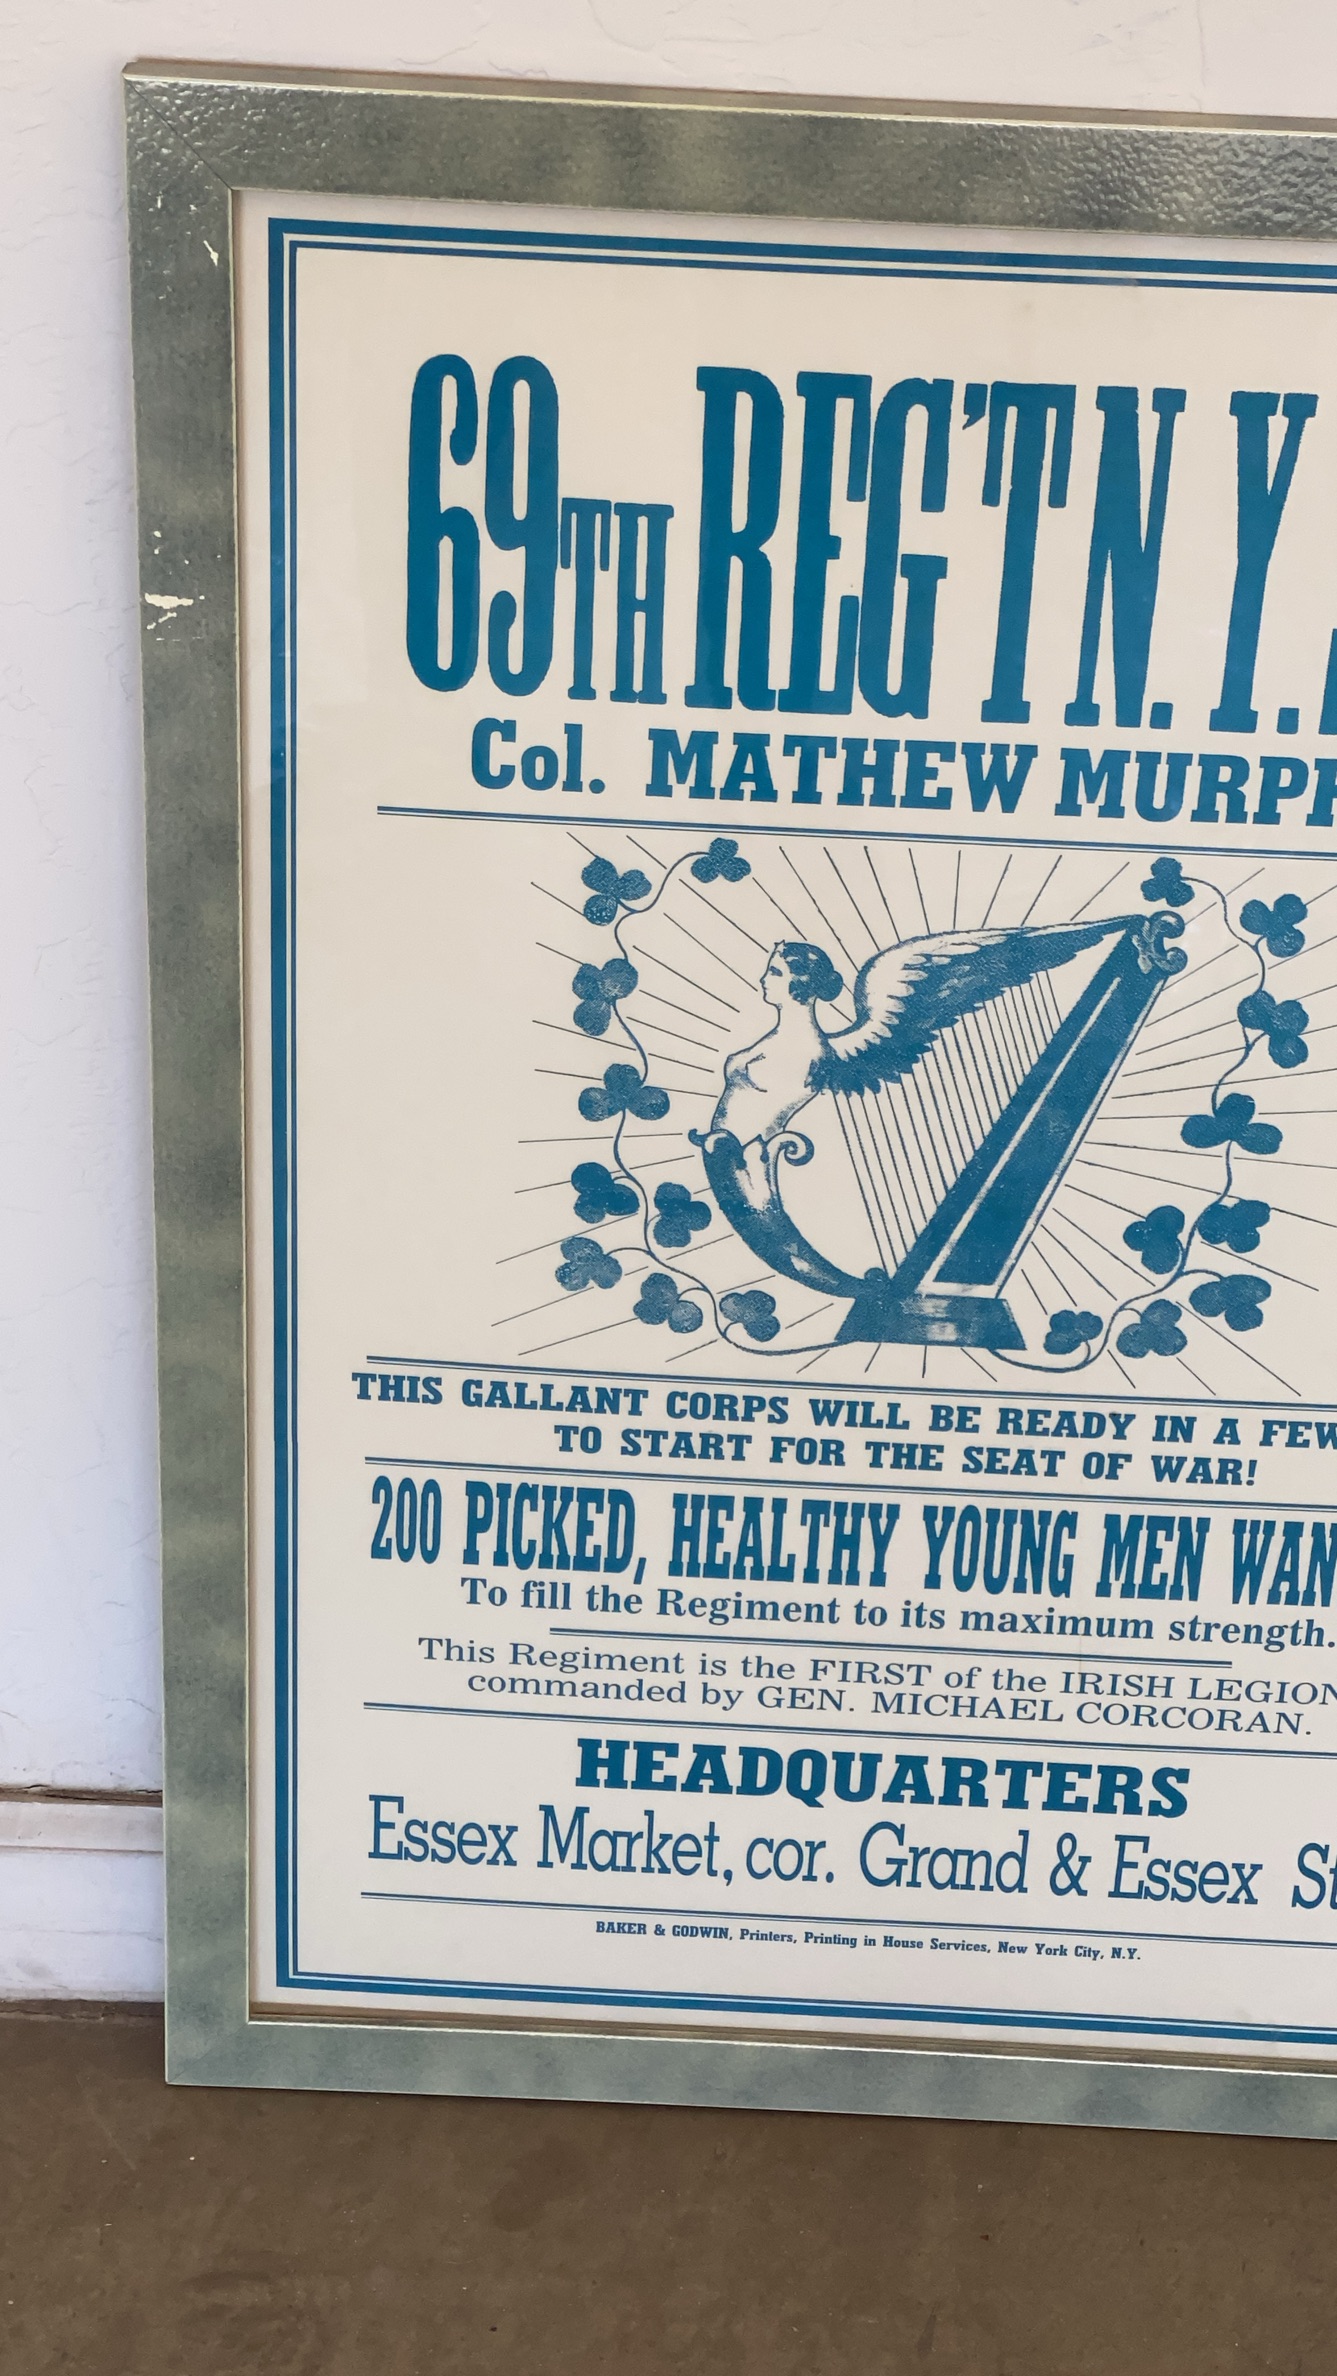 69TH REG'T N. Y.
Col. MATHEW MURPH
THIS GALLANT CORPS WILL BE READY IN A FEW
TO START FOR THE SEAT OF WAR!
200 PICKED, HEALTHY YOUNG MEN WAN
To fill the Regiment to its maximum strength.
This Regiment is the FIRST of the IRISH LEGION
commanded by GEN. MICHAEL CORCORAN.
HEADQUARTERS
Essex Market, cor. Grand & Essex St
BAKER & GODWIN, Printers, Printing in House Services, New York City, N.Y.